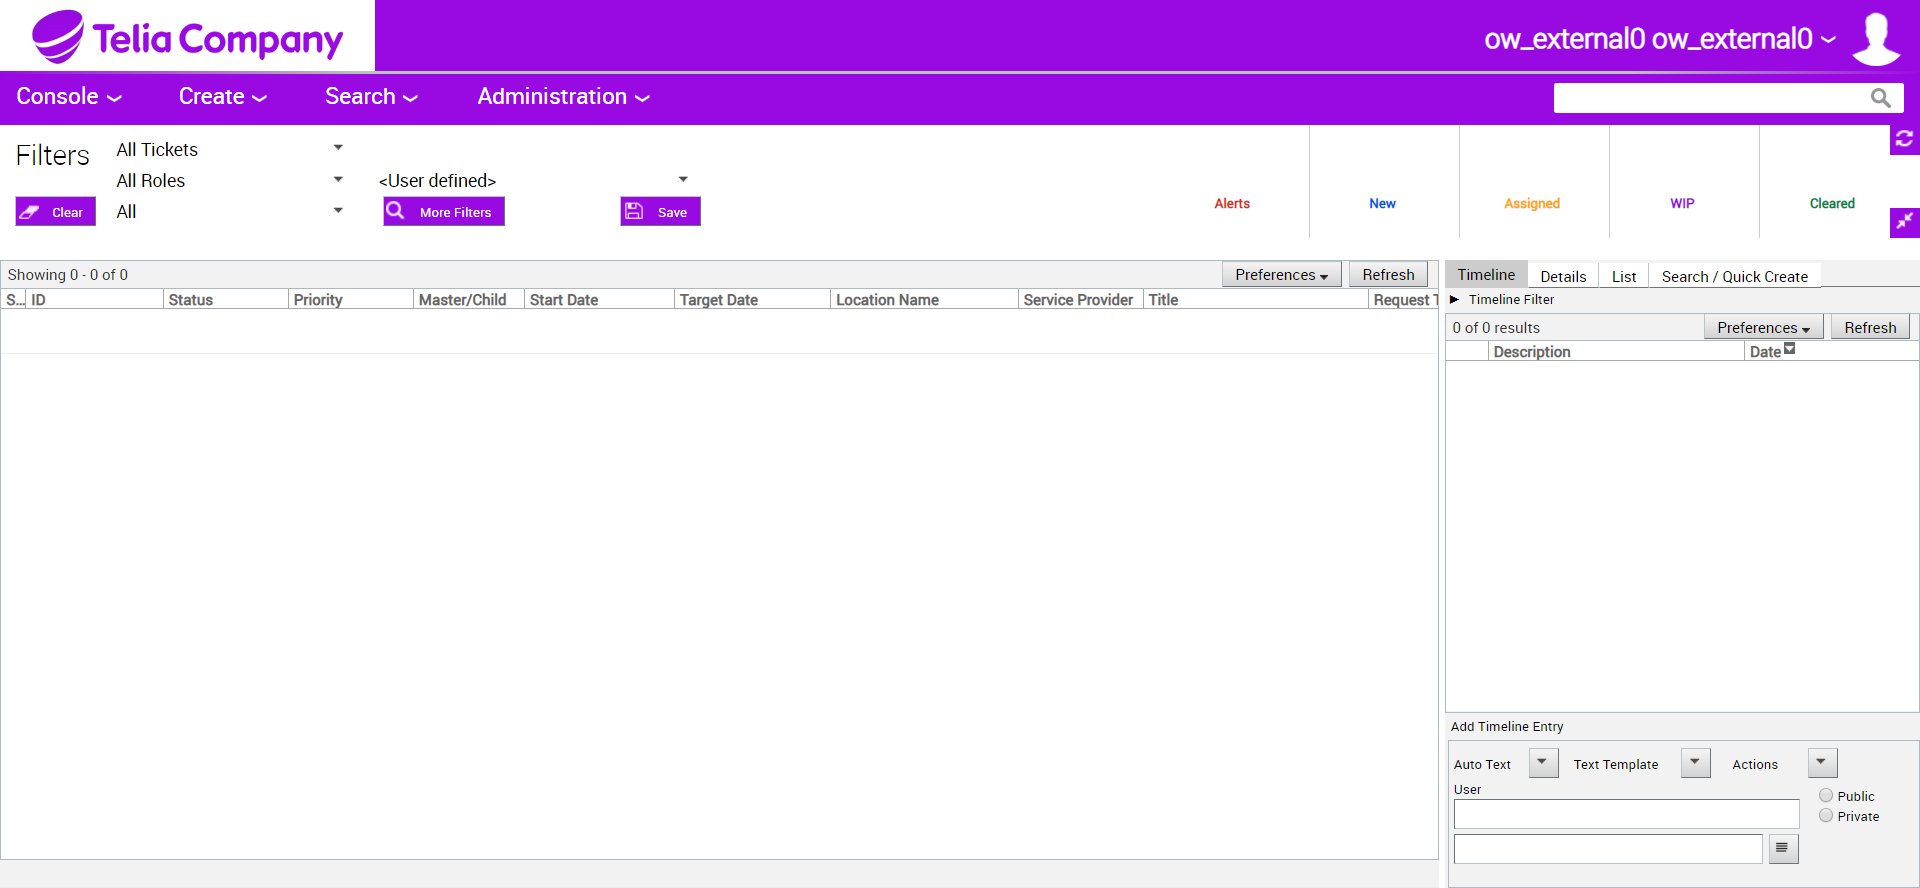 Telia Company
ow_external0 ow_external0
Console
Create
Search
Administration
Filters
All Tickets
All Roles
<User defined>
Clear
All
More Filters
Save
Alerts
New
Assigned
WIP
Cleared
Showing 0 - 0 of 0
Preferences
Refresh
S... ID Status Priority Master/Child Start Date Target Date Location Name Service Provider Title Request T
Timeline Details List Search / Quick Create
Timeline Filter
0 of 0 results
Preferences
Refresh
Description Date
Add Timeline Entry
Auto Text Text Template Actions
User
Public
Private